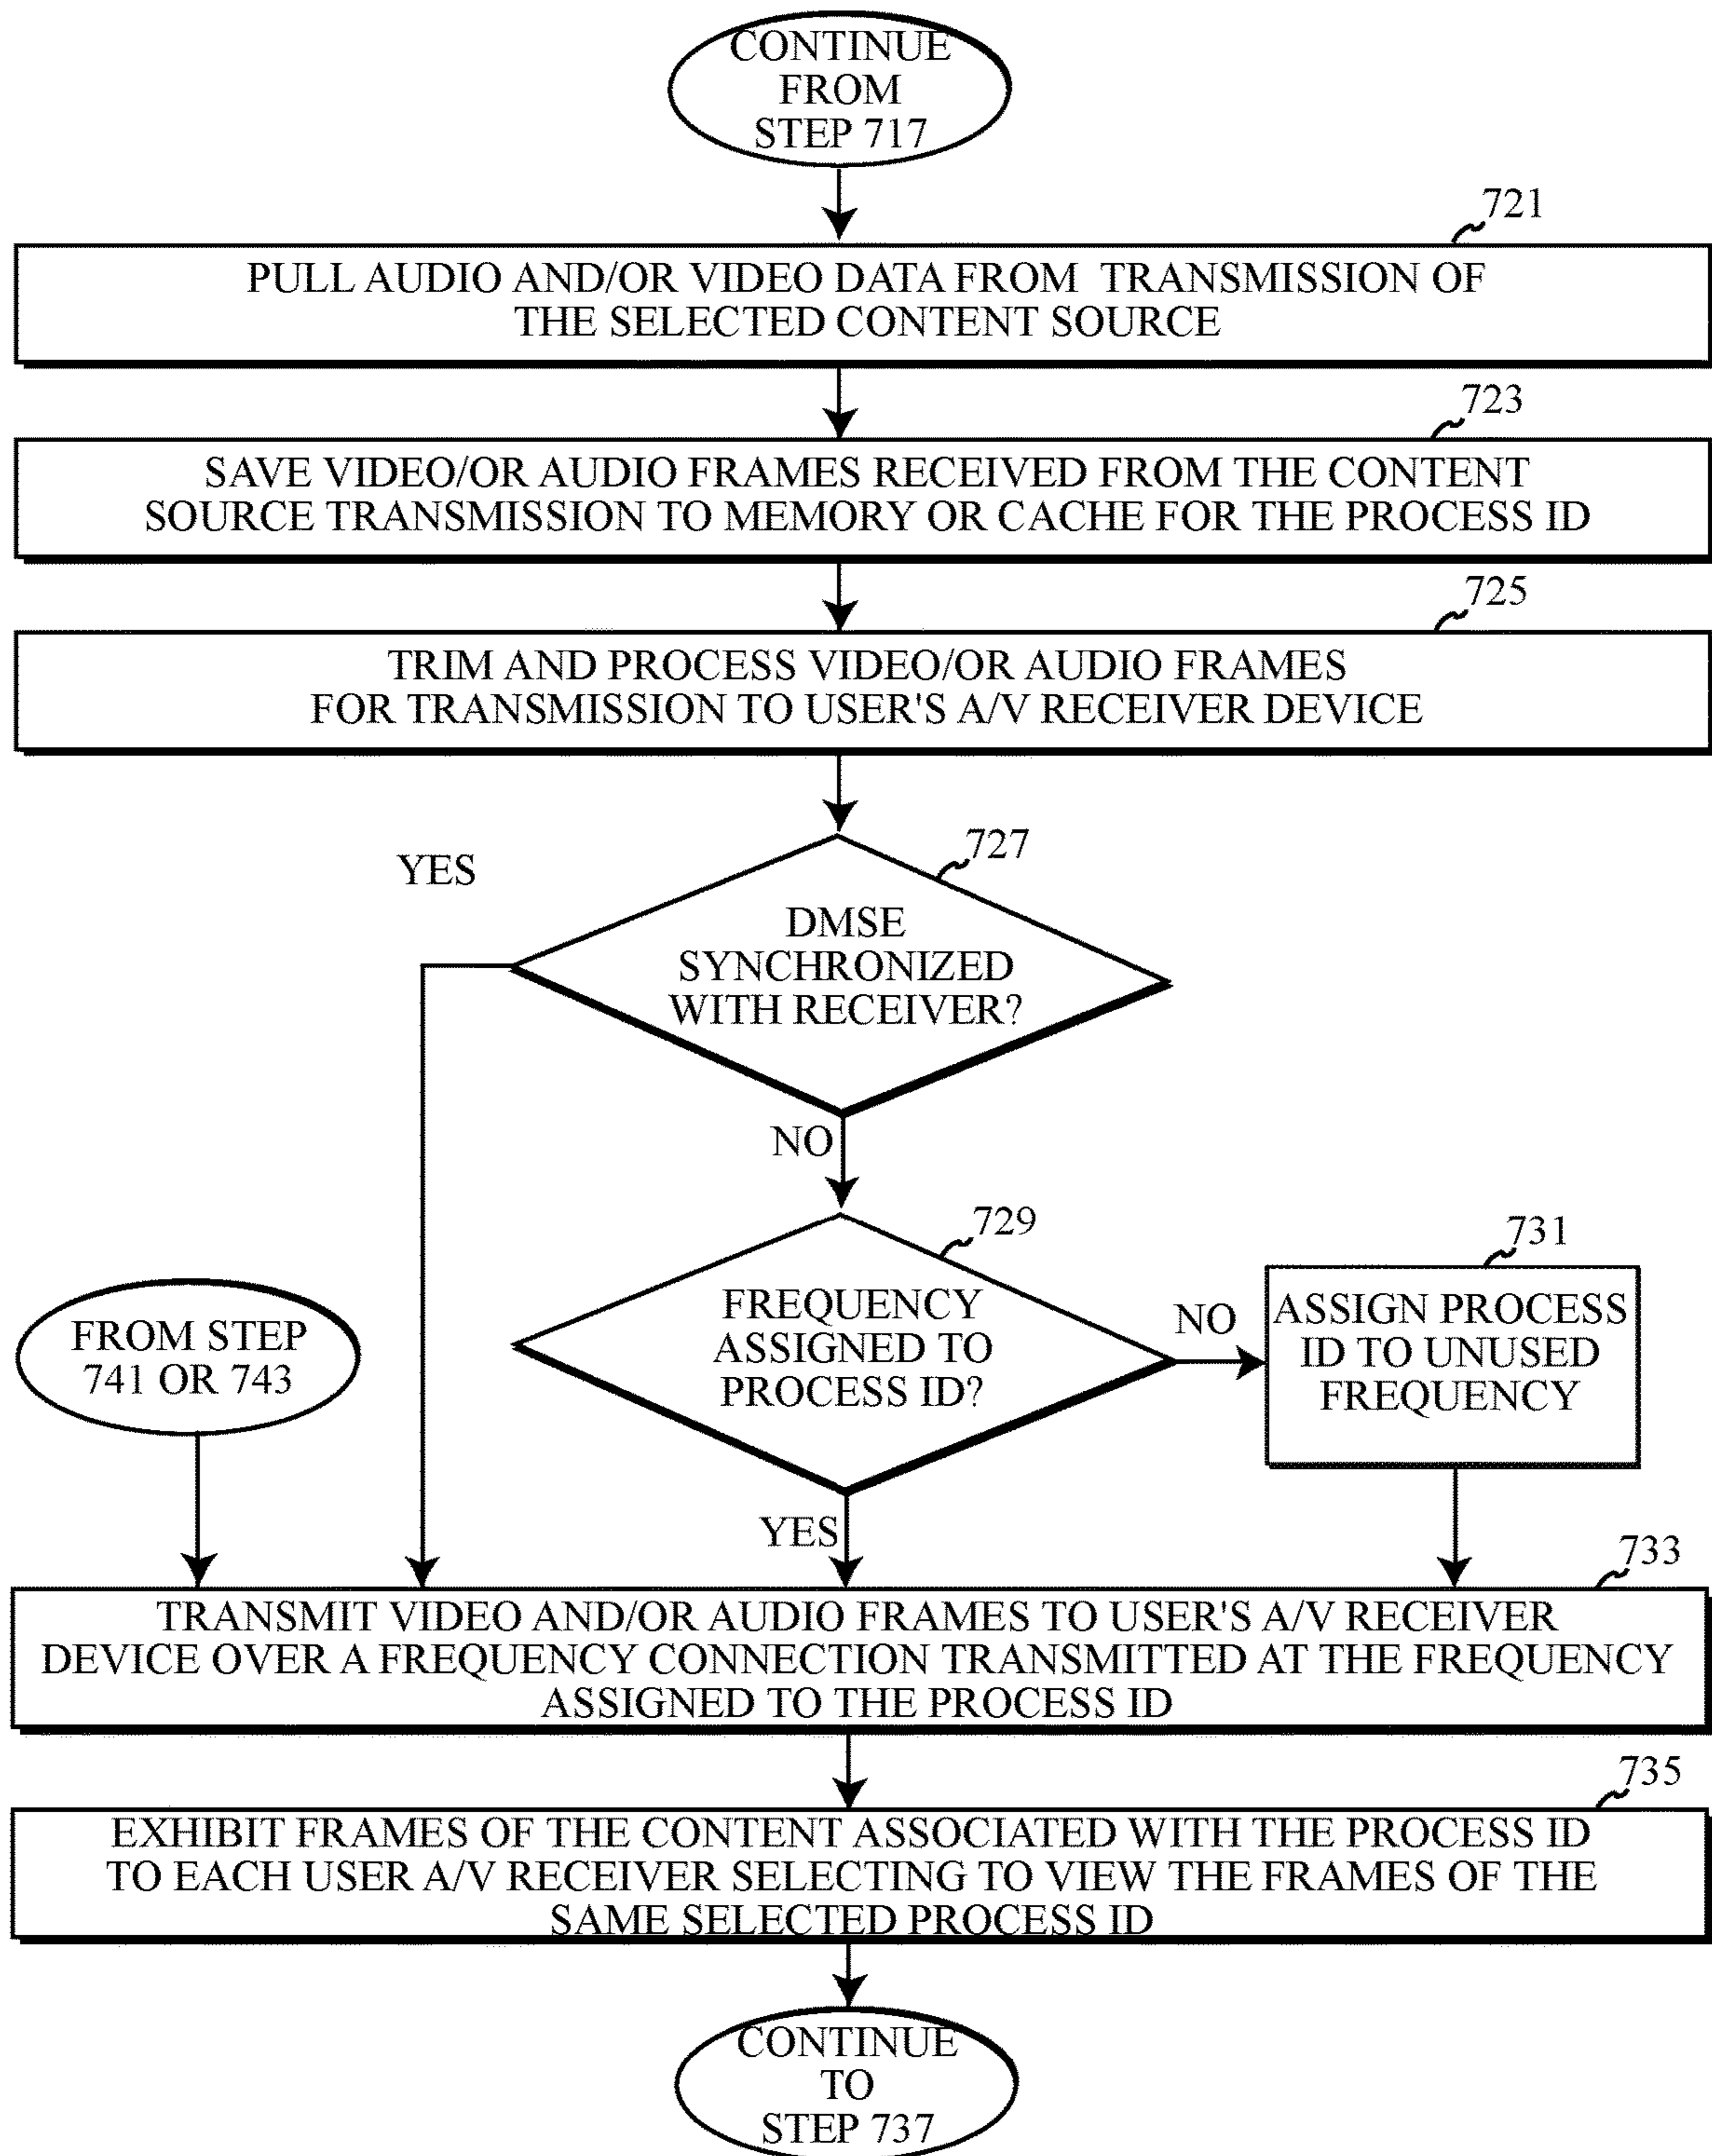 CONTINUE
FROM
STEP 717
721
PULL AUDIO AND/OR VIDEO DATA FROM TRANSMISSION OF
THE SELECTED CONTENT SOURCE
723
SAVE VIDEO/OR AUDIO FRAMES RECEIVED FROM THE CONTENT
SOURCE TRANSMISSION TO MEMORY OR CACHE FOR THE PROCESS ID
725
TRIM AND PROCESS VIDEO/OR AUDIO FRAMES
FOR TRANSMISSION TO USER'S A/V RECEIVER DEVICE
727
YES
DMSE
SYNCHRONIZED
WITH RECEIVER?
NO
729
FREQUENCY
ASSIGNED TO
PROCESS ID?
NO
731
ASSIGN PROCESS
ID TO UNUSED
FREQUENCY
FROM STEP
741 OR 743
YES
733
TRANSMIT VIDEO AND/OR AUDIO FRAMES TO USER'S A/V RECEIVER
DEVICE OVER A FREQUENCY CONNECTION TRANSMITTED AT THE FREQUENCY
ASSIGNED TO THE PROCESS ID
735
EXHIBIT FRAMES OF THE CONTENT ASSOCIATED WITH THE PROCESS ID
TO EACH USER A/V RECEIVER SELECTING TO VIEW THE FRAMES OF THE
SAME SELECTED PROCESS ID
CONTINUE
TO
STEP 737